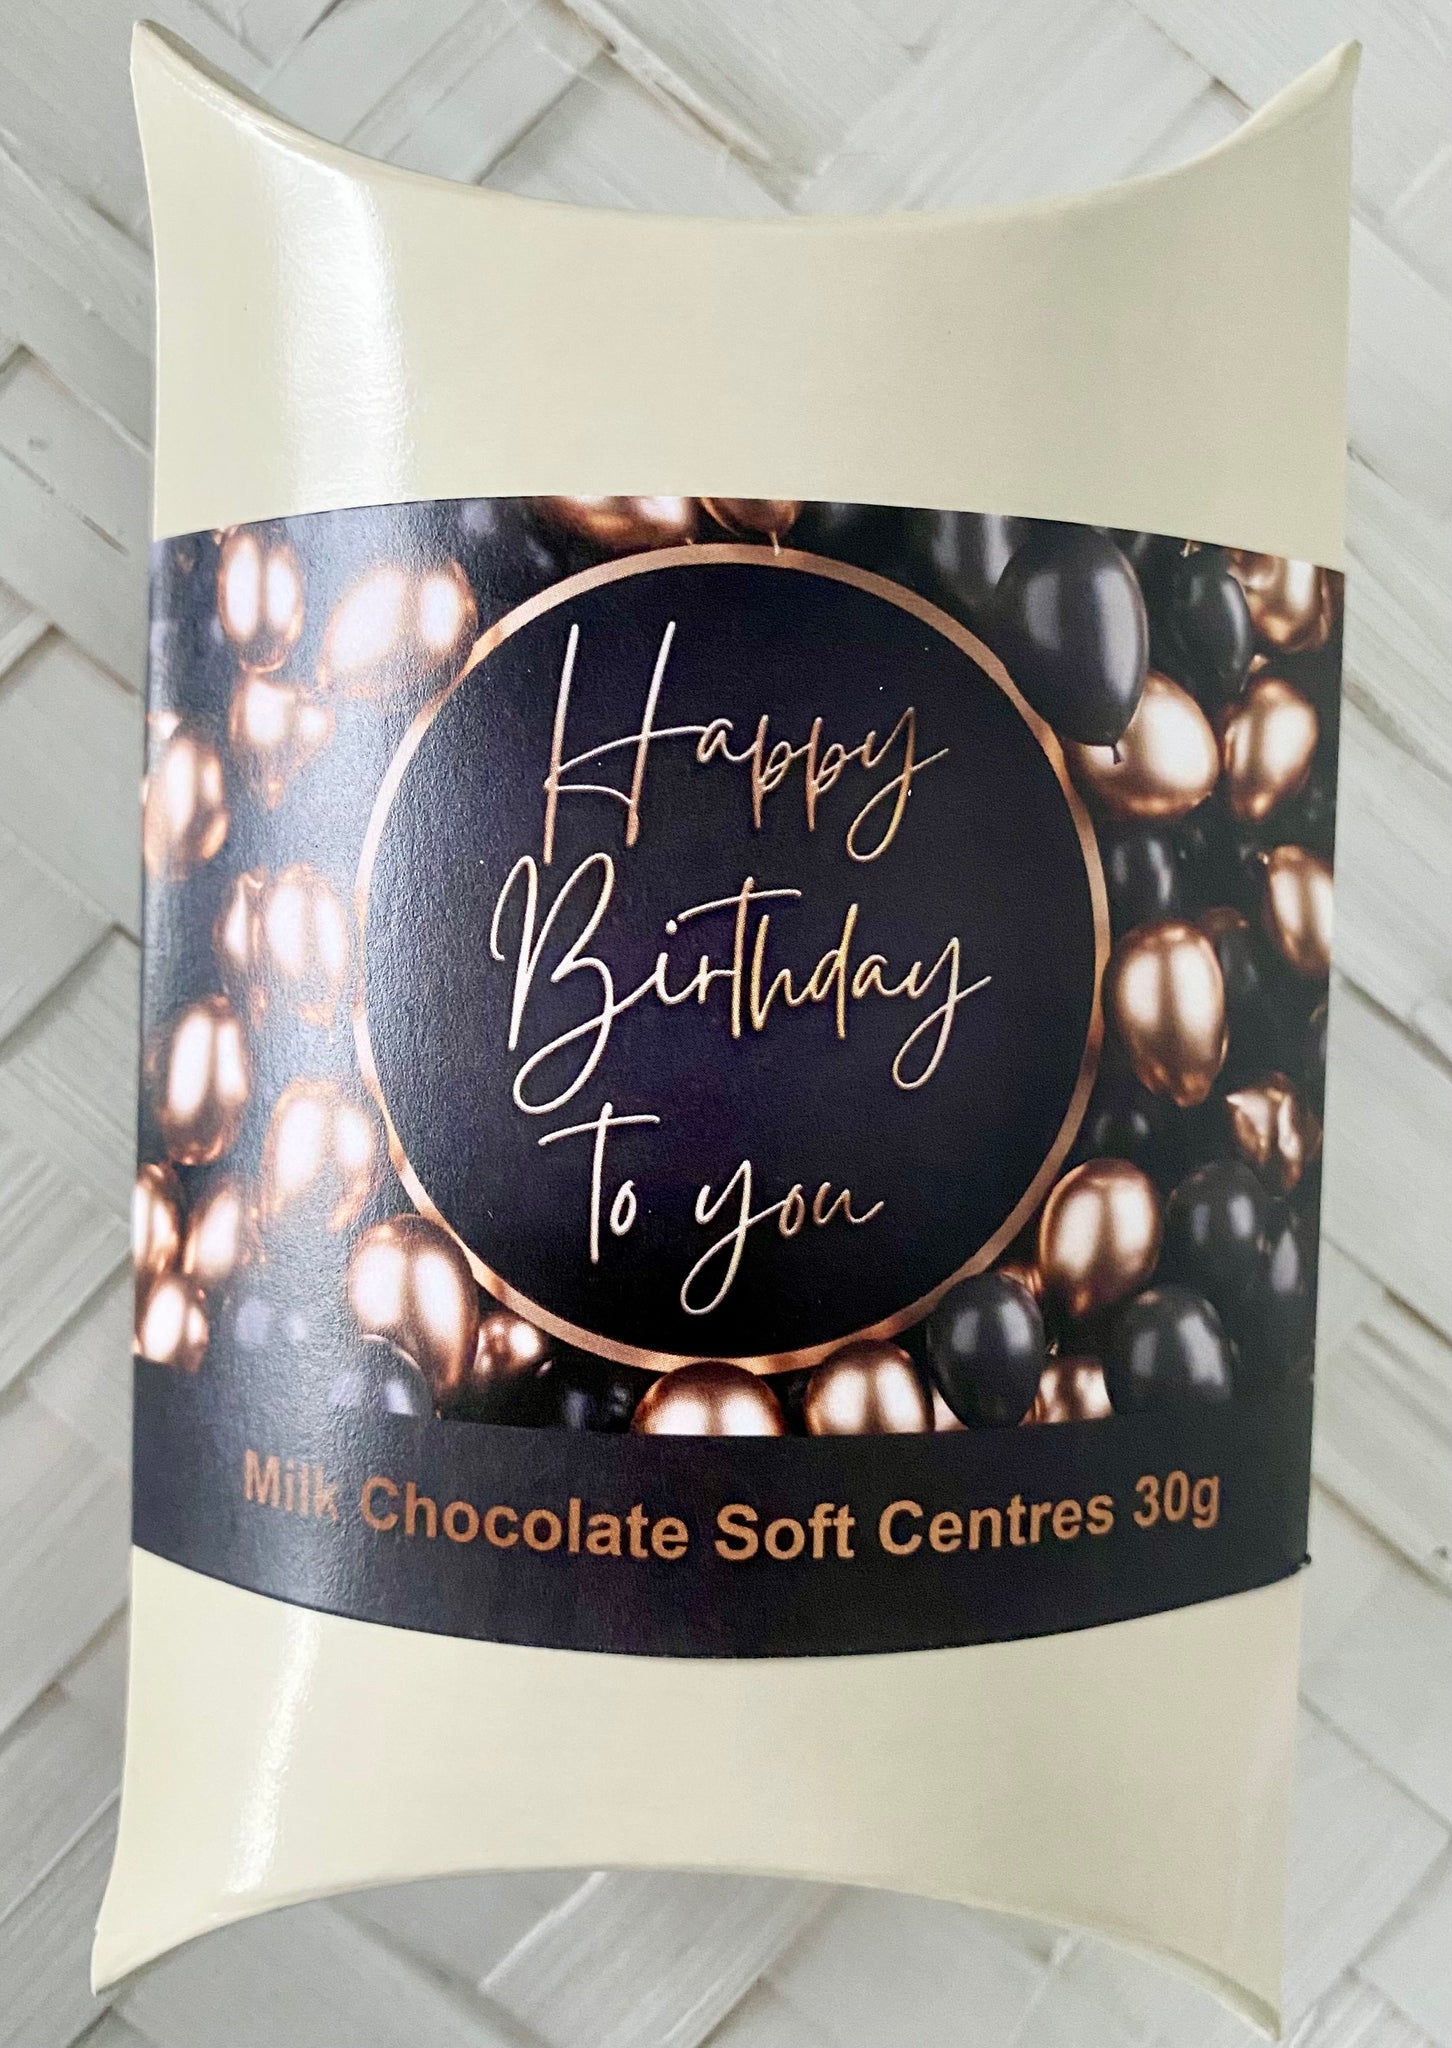 Happy
Birthday
to you
Milk Chocolate Soft Centres 30g